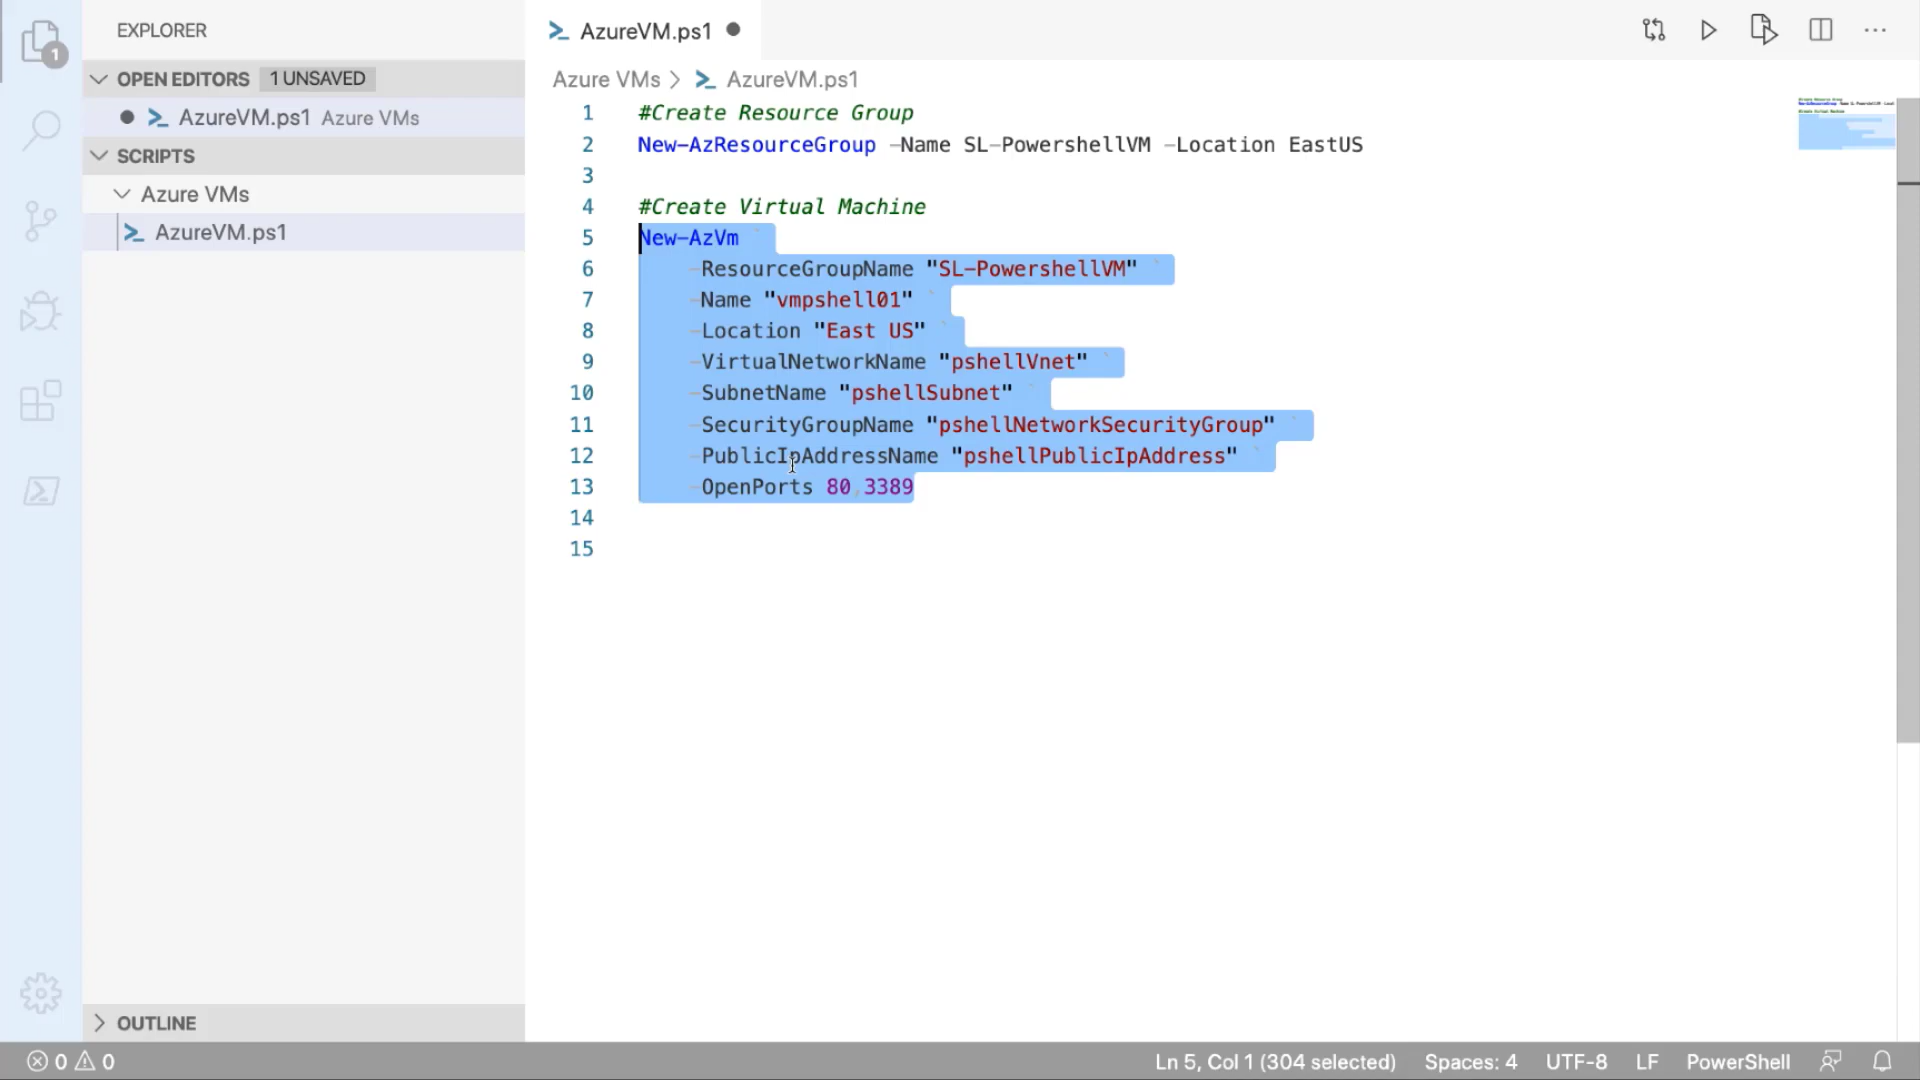 EXPLORER
OPEN EDITORS 1 UNSAVED
AzureVM.ps1 Azure VMs
SCRIPTS
Azure VMs
AzureVM.ps1
OUTLINE
1
AzureVM.ps1
Azure VMs > AzureVM.ps1
1 #Create Resource Group
2 New-AzResourceGroup -Name SL-PowershellVM -Location EastUS
3
4 #Create Virtual Machine
5 New-AzVm `
6 -ResourceGroupName "SL-PowershellVM" `
7 -Name "vmpshell01" `
8 -Location "East US" `
9 -VirtualNetworkName "pshellVnet" `
10 -SubnetName "pshellSubnet" `
11 -SecurityGroupName "pshellNetworkSecurityGroup" `
12 -PublicIpAddressName "pshellPublicIpAddress" `
13 -OpenPorts 80,3389
14
15
0 0 Ln 5, Col 1 (304 selected) Spaces: 4 UTF-8 LF PowerShell